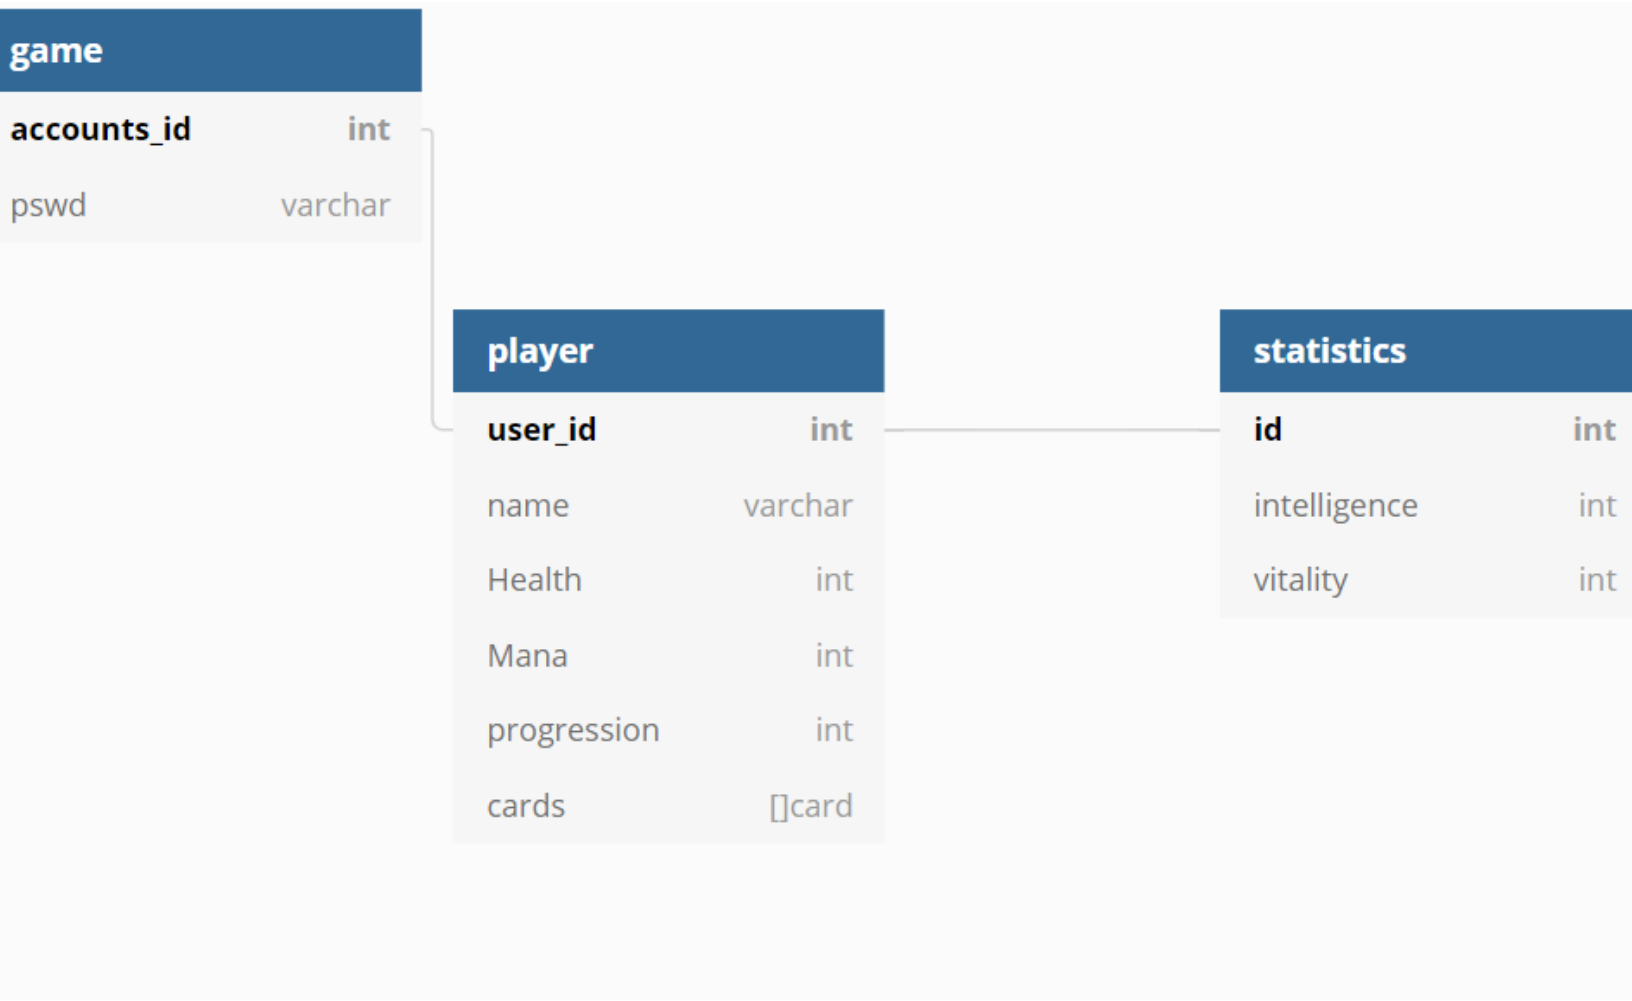 game
accounts_id int
pswd varchar
player
user_id int
name varchar
Health int
Mana int
progression int
cards []card
statistics
id int
intelligence int
vitality int